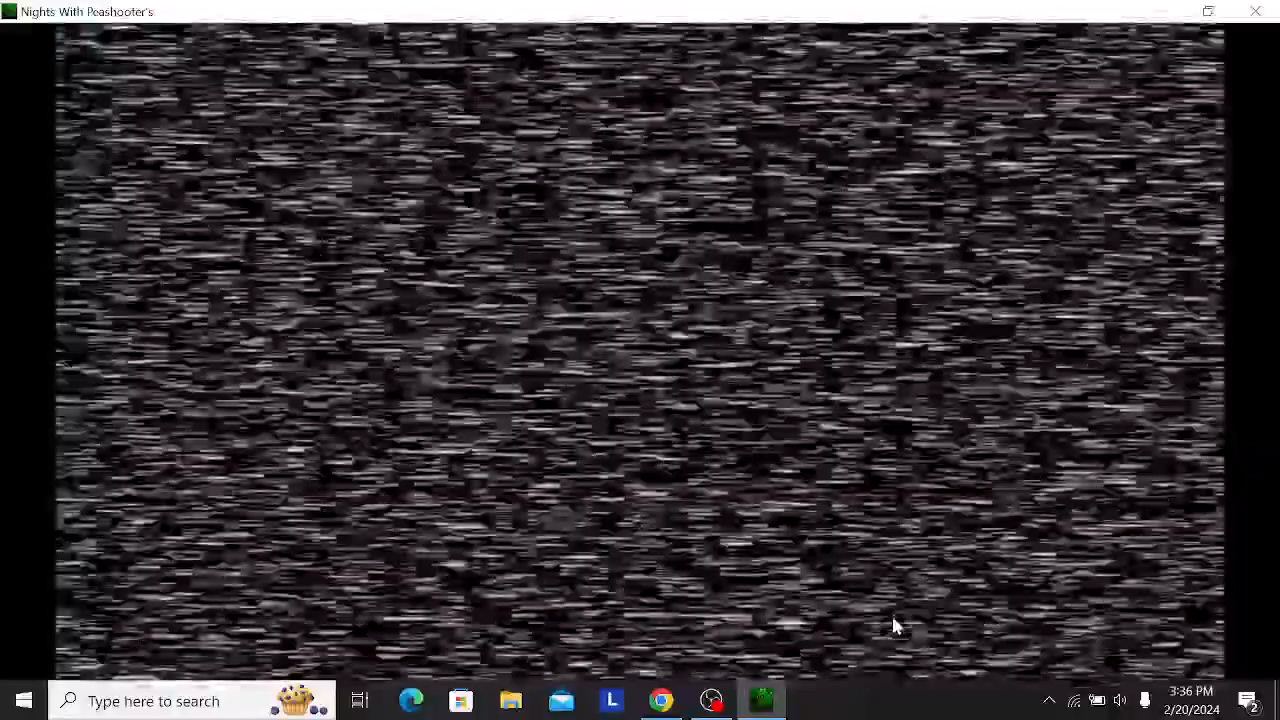 Nights With Peashooter's
Type here to search
L
3:36 PM
2/20/2024
2